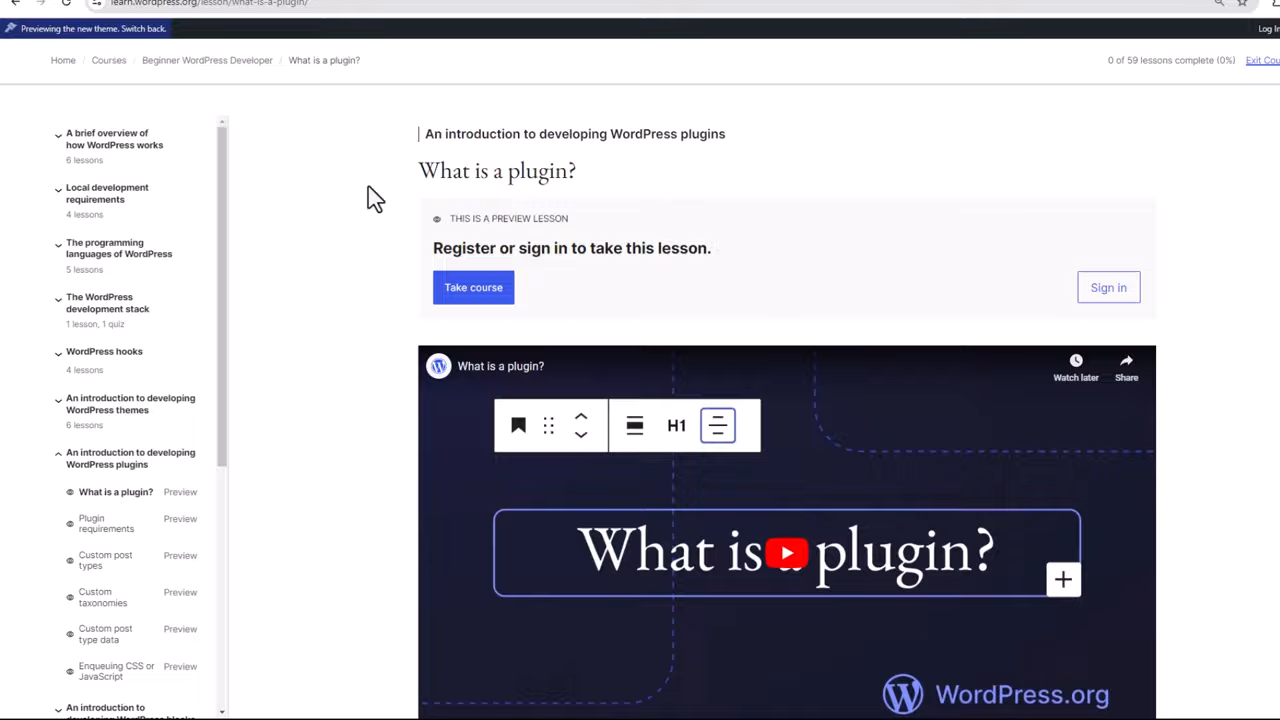 learn.wordpress.org/lesson/what-is-a-plugin/
Previewing the new theme. Switch back.
Log In
Home / Courses / Beginner WordPress Developer / What is a plugin?
0 of 59 lessons complete (0%)
Exit Cou
A brief overview of
how WordPress works
6 lessons
Local development
requirements
4 lessons
The programming
languages of WordPress
5 lessons
The WordPress
development stack
1 lesson, 1 quiz
WordPress hooks
4 lessons
An introduction to developing
WordPress themes
6 lessons
An introduction to developing
WordPress plugins
What is a plugin? Preview
Plugin
requirements
Preview
Custom post
types
Preview
Custom
taxonomies
Preview
Custom post
type data
Preview
Enqueuing CSS or
JavaScript
Preview
An introduction to
developing WordPress blocks
An introduction to developing WordPress plugins
What is a plugin?
THIS IS A PREVIEW LESSON
Register or sign in to take this lesson.
Take course
Sign in
What is a plugin?
Watch later
Share
H1
What is a plugin?
WordPress.org